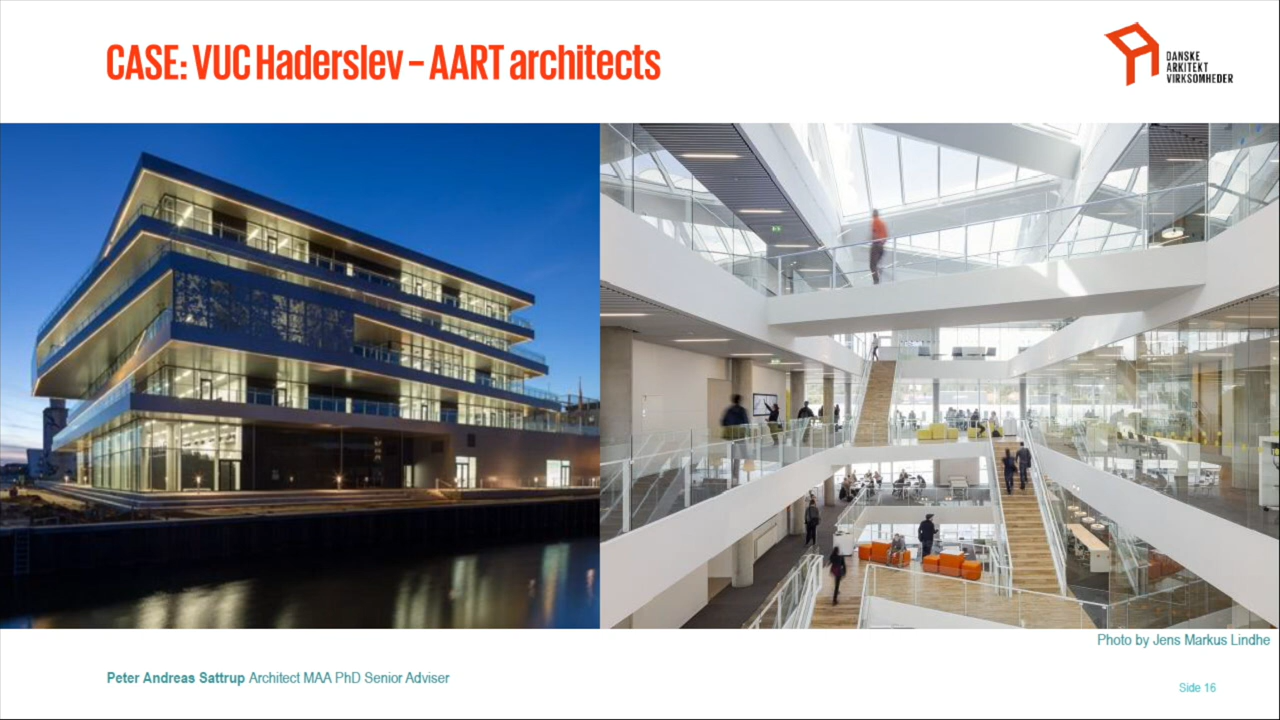 CASE: VUC Haderslev – AART architects
DANSKE
ARKITEKT
VIRKSOMHEDER
Photo by Jens Markus Lindhe
Peter Andreas Sattrup Architect MAA PhD Senior Adviser
Side 16